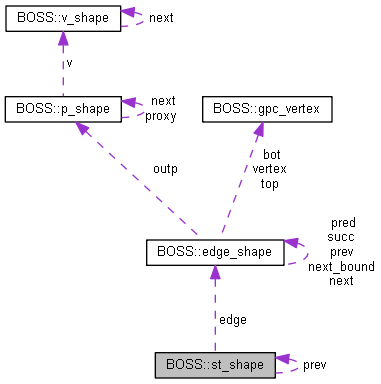 BOSS::v_shape
next
v
BOSS::p_shape
next
proxy
BOSS::gpc_vertex
outp
bot
vertex
top
BOSS::edge_shape
pred
succ
prev
next_bound
next
edge
BOSS::st_shape
prev